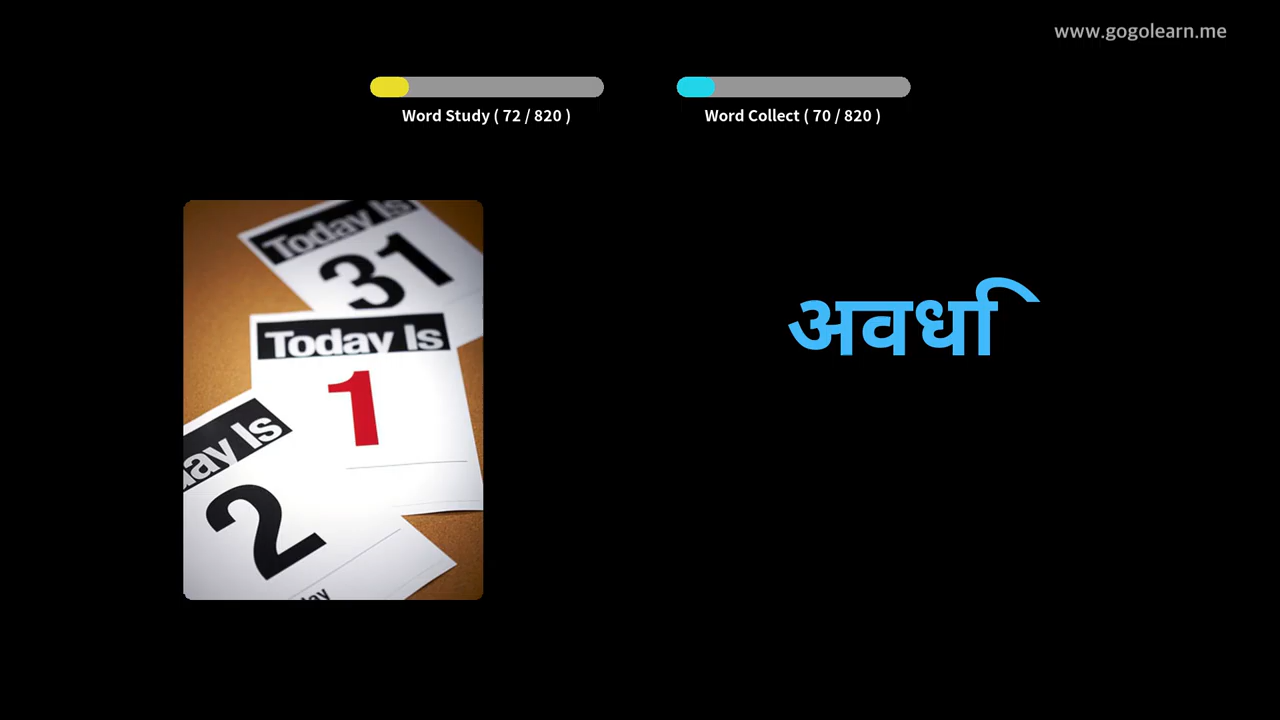 www.gogolearn.me
Word Study ( 72 / 820 )
Word Collect ( 70 / 820 )
Today Is
31
Today Is
1
day Is
2
अवधि